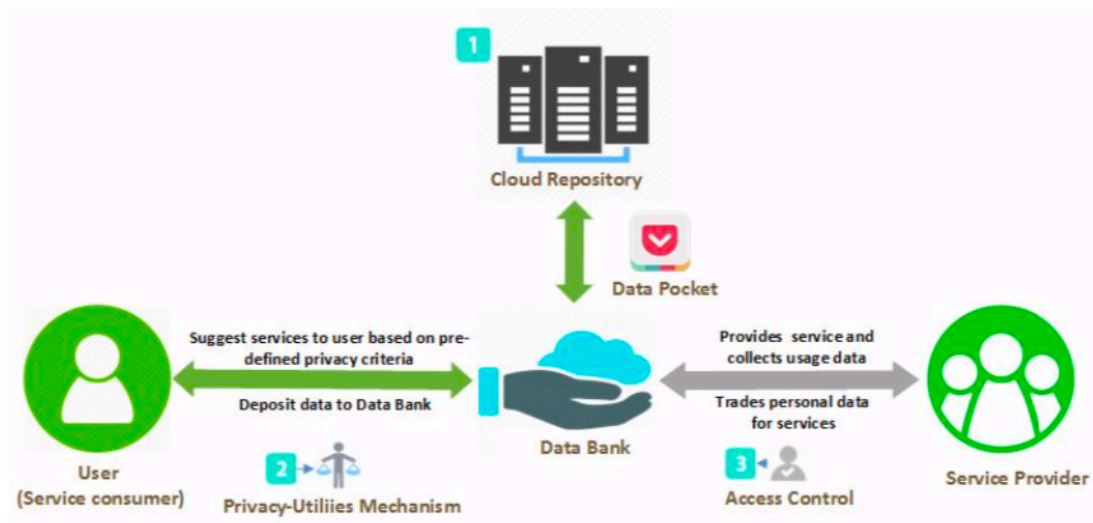 1
Cloud Repository
Data Pocket
Suggest services to user based on pre-
defined privacy criteria
Deposit data to Data Bank
Provides service and
collects usage data
Trades personal data
for services
Data Bank
User
(Service consumer)
2
Privacy-Utiliies Mechanism
3
Access Control
Service Provider